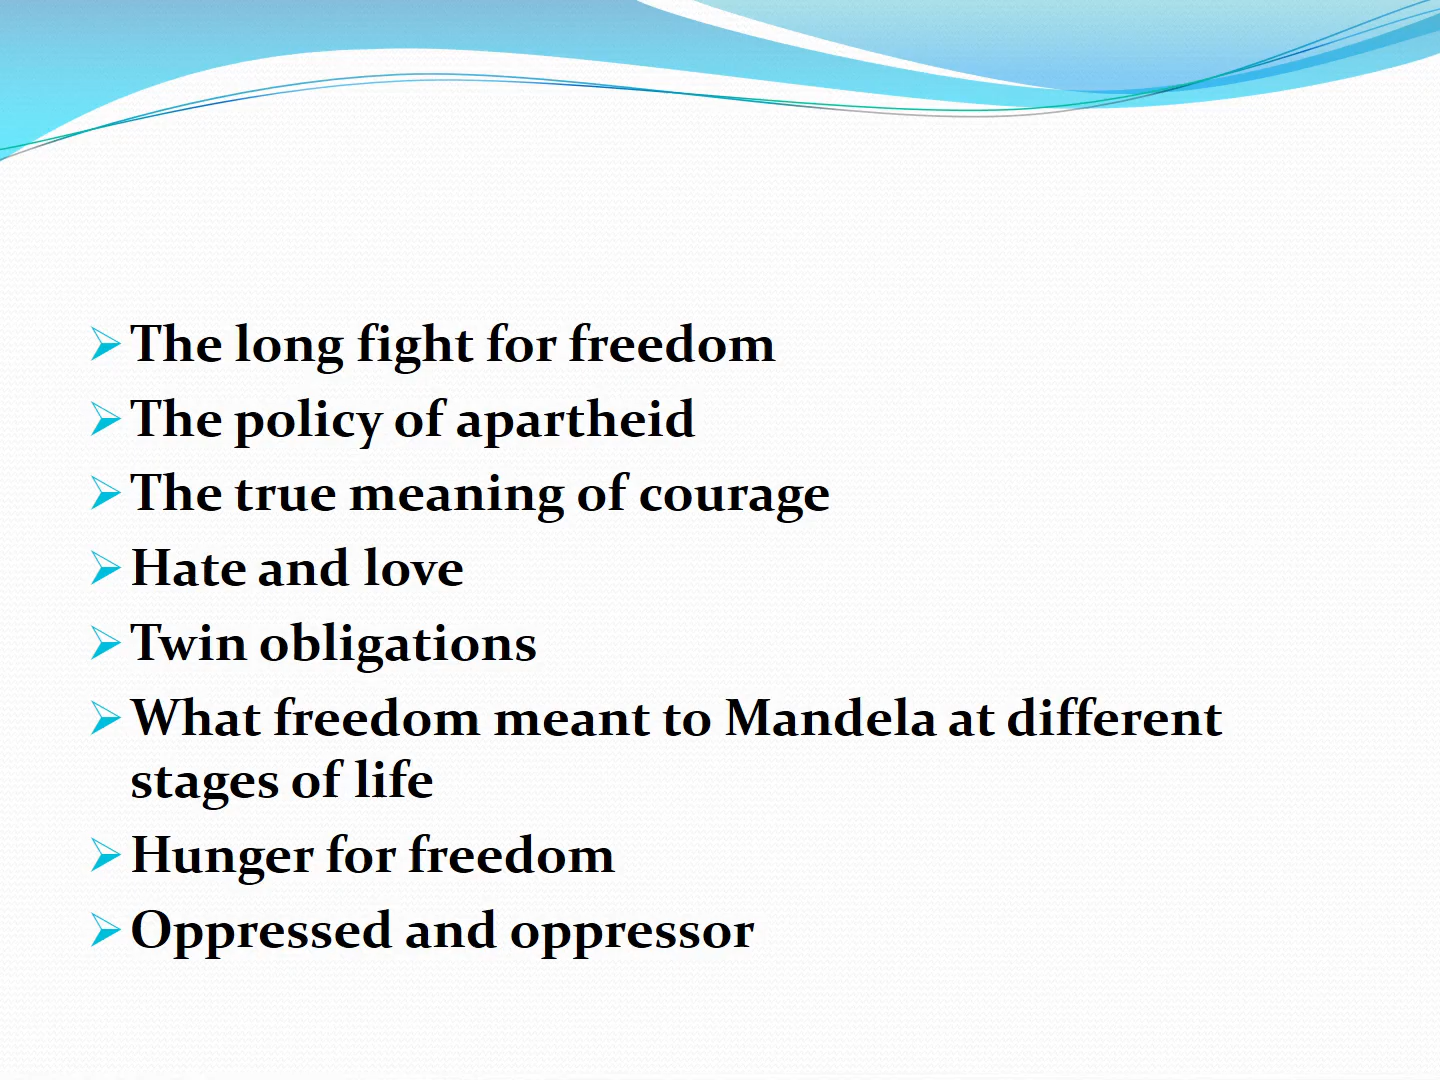 The long fight for freedom
The policy of apartheid
The true meaning of courage
Hate and love
Twin obligations
What freedom meant to Mandela at different
stages of life
Hunger for freedom
Oppressed and oppressor